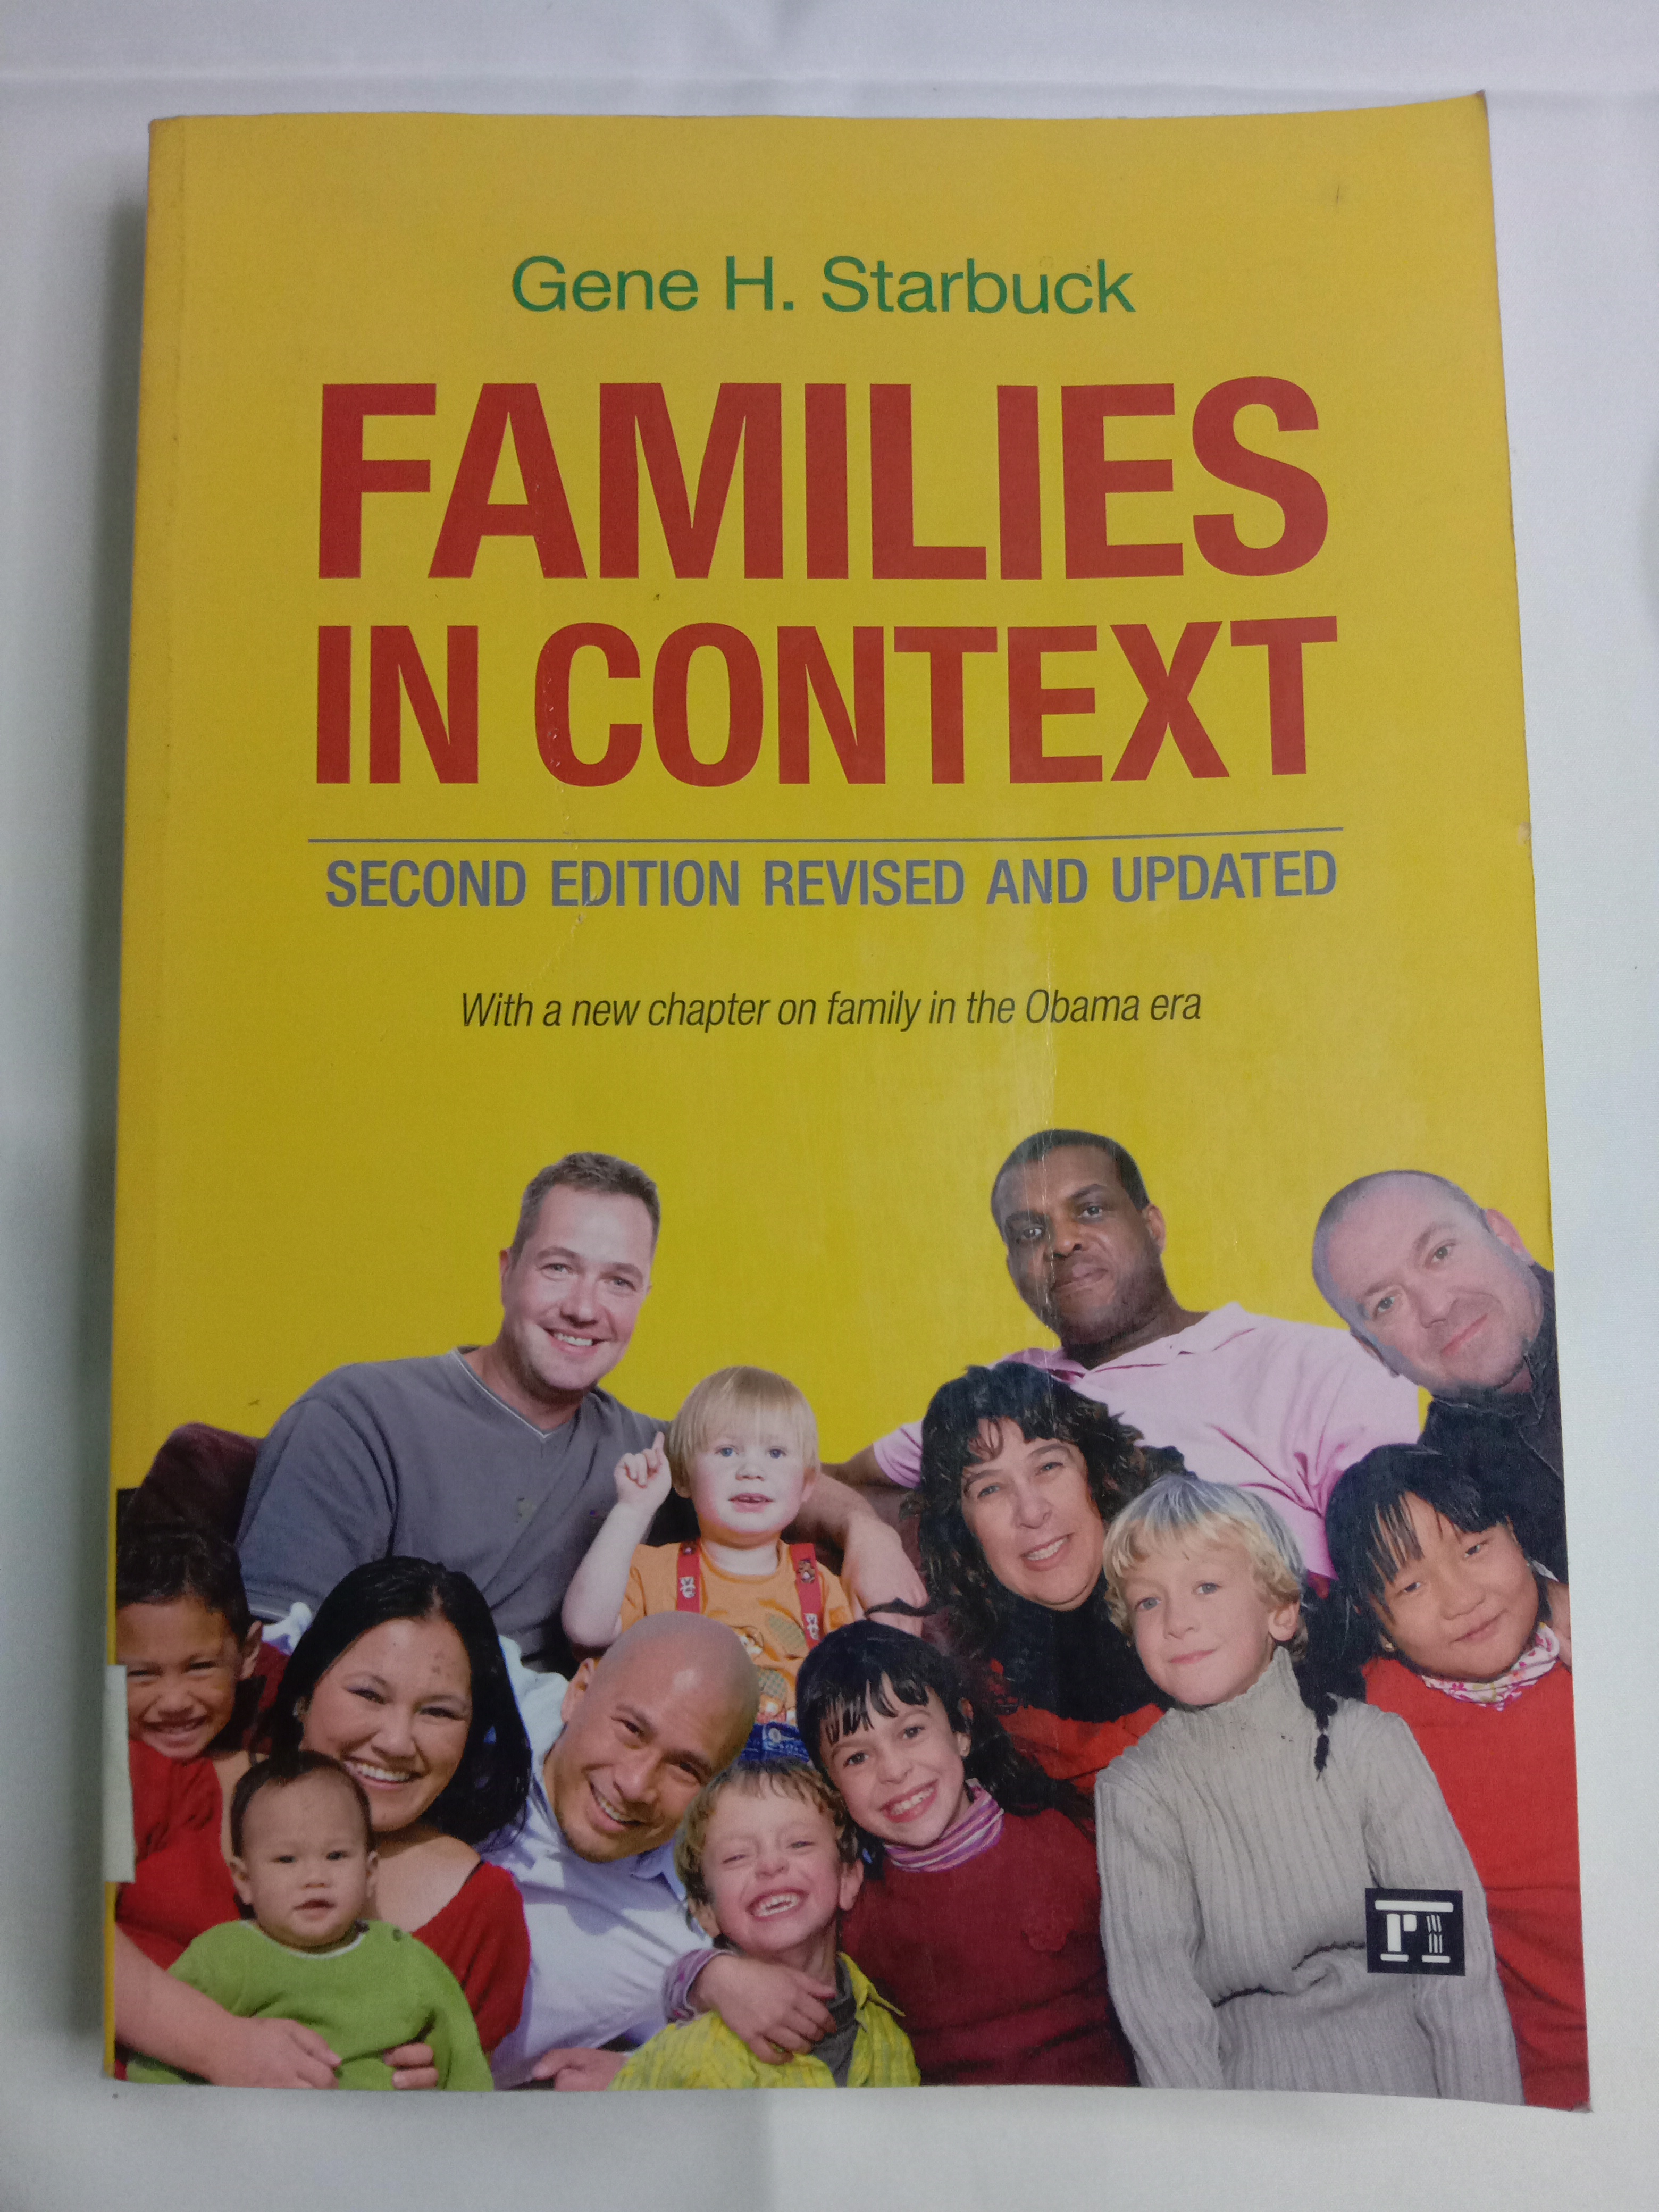 Gene H. Starbuck
FAMILIES
IN CONTEXT
SECOND EDITION REVISED AND UPDATED
With a new chapter on family in the Obama era